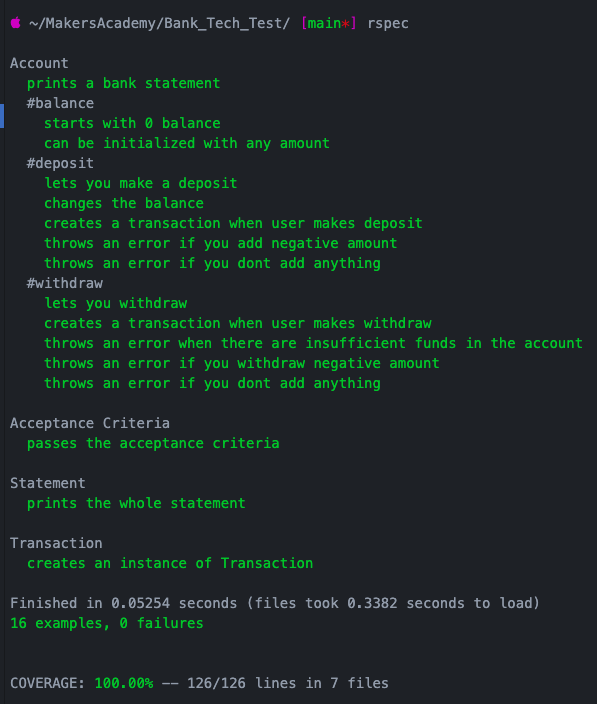 ~/MakersAcademy/Bank_Tech_Test/ [main*] rspec
Account
prints a bank statement
#balance
starts with 0 balance
can be initialized with any amount
#deposit
lets you make a deposit
changes the balance
creates a transaction when user makes deposit
throws an error if you add negative amount
throws an error if you dont add anything
#withdraw
lets you withdraw
creates a transaction when user makes withdraw
throws an error when there are insufficient funds in the account
throws an error if you withdraw negative amount
throws an error if you dont add anything
Acceptance Criteria
passes the acceptance criteria
Statement
prints the whole statement
Transaction
creates an instance of Transaction
Finished in 0.05254 seconds (files took 0.3382 seconds to load)
16 examples, 0 failures
COVERAGE: 100.00% -- 126/126 lines in 7 files